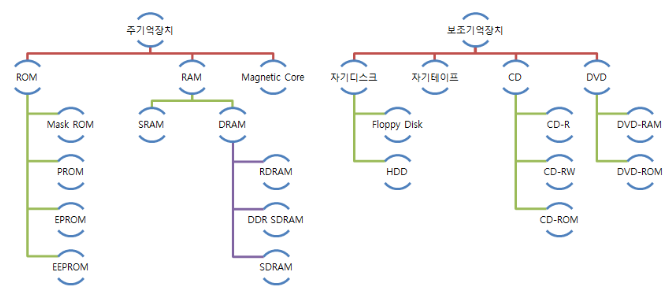 주기억장치
보조기억장치
ROM
RAM
Magnetic Core
자기디스크
자기테이프
CD
DVD
Mask ROM
SRAM
DRAM
Floppy Disk
CD-R
DVD-RAM
PROM
RDRAM
HDD
CD-RW
DVD-ROM
EPROM
DDR SDRAM
CD-ROM
EEPROM
SDRAM